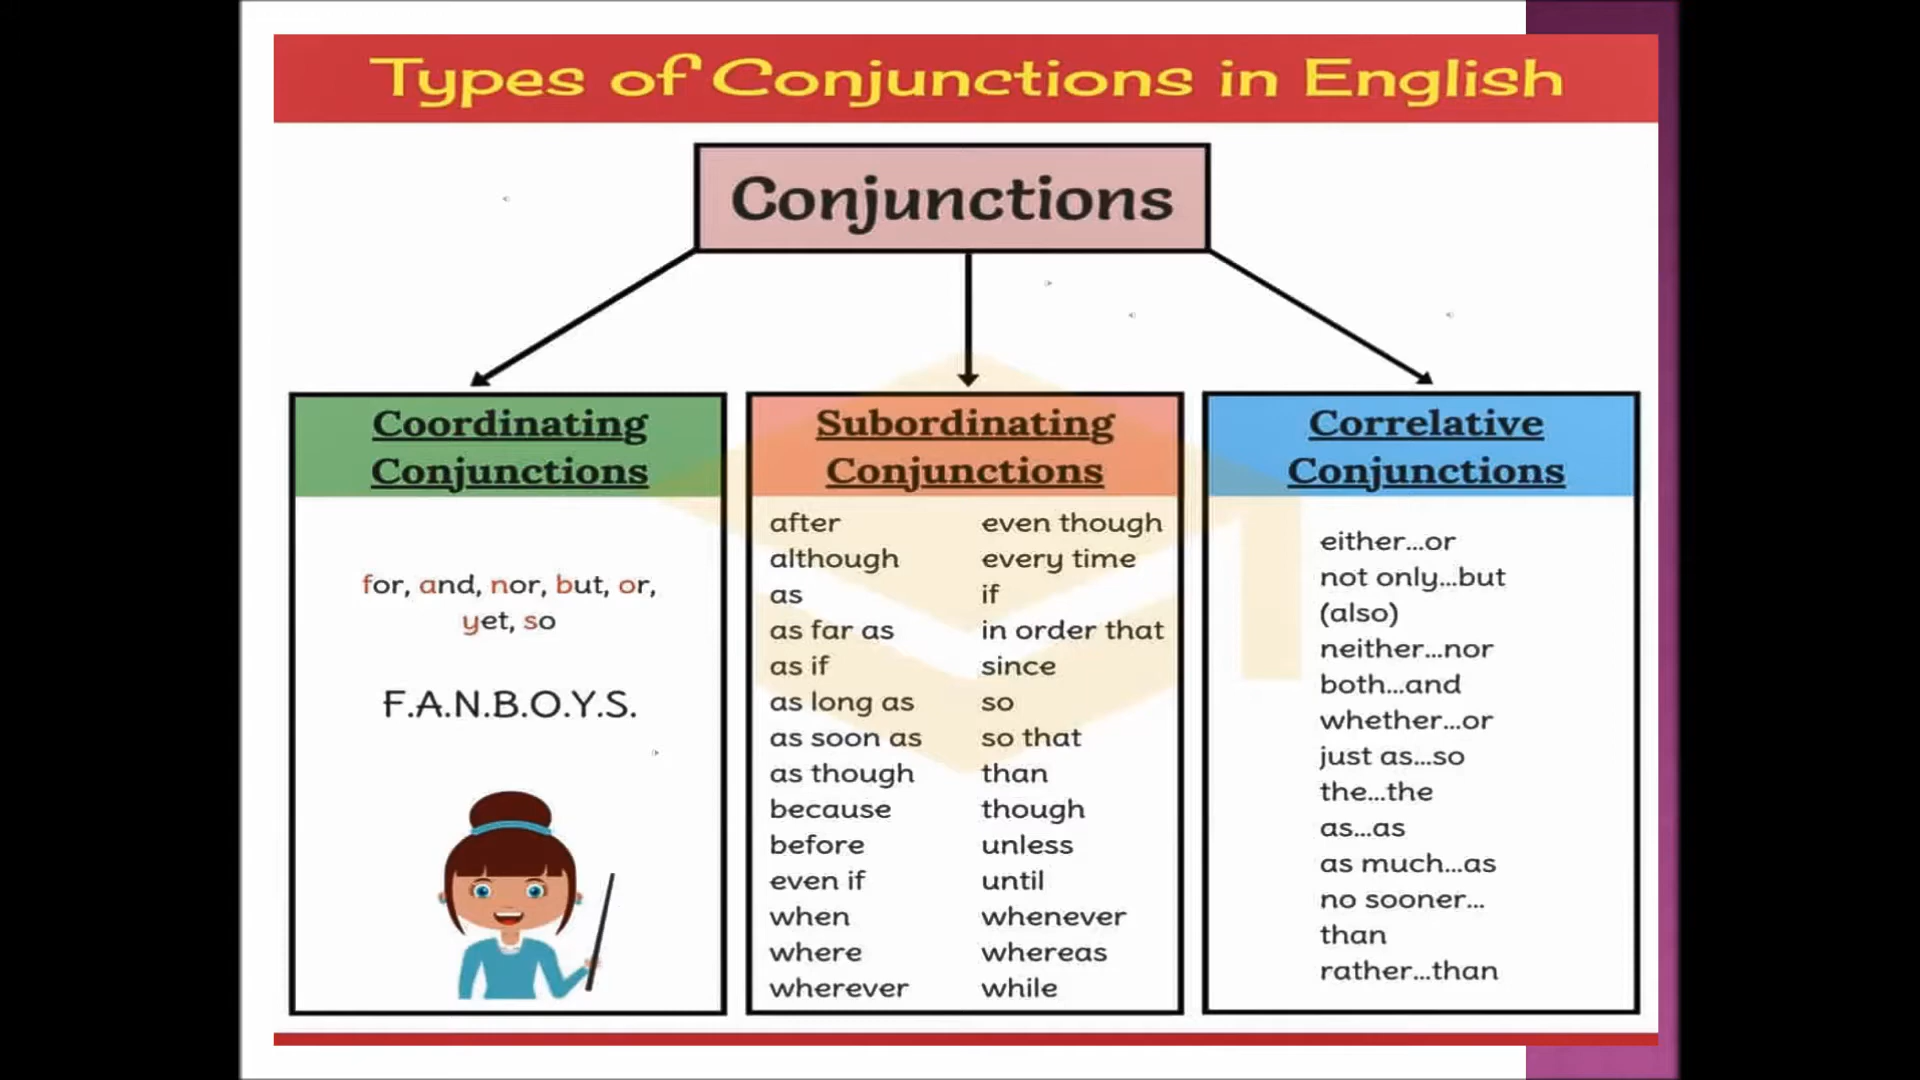 Types of Conjunctions in English
Conjunctions
Coordinating
Conjunctions
for, and, nor, but, or,
yet, so
F.A.N.B.O.Y.S.
Subordinating
Conjunctions
after
although
as
as far as
as if
as long as
as soon as
as though
because
before
even if
when
where
wherever
even though
every time
if
in order that
since
so
so that
than
though
unless
until
whenever
whereas
while
Correlative
Conjunctions
either...or
not only...but
(also)
neither...nor
both...and
whether...or
just as...so
the...the
as...as
as much...as
no sooner...
than
rather...than